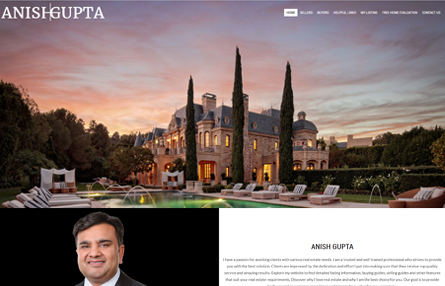 ANISH GUPTA
HOME SELLERS BUYERS HELPFUL LINKS MY LISTING FREE HOME EVALUATION CONTACT US
ANISH GUPTA
I have a passion for assisting clients with various real estate needs. I am a trusted and well trained professional who strives to provide
you with the best solution. Clients are impressed by the dedication and effort I put into making sure that they receive top quality
service and amazing results. Explore my website to find detailed listing information, buying guides, selling guides and other features
that suit your real estate requirements. Discover why I love real estate and why I am the best choice for you. Our goal is to provide